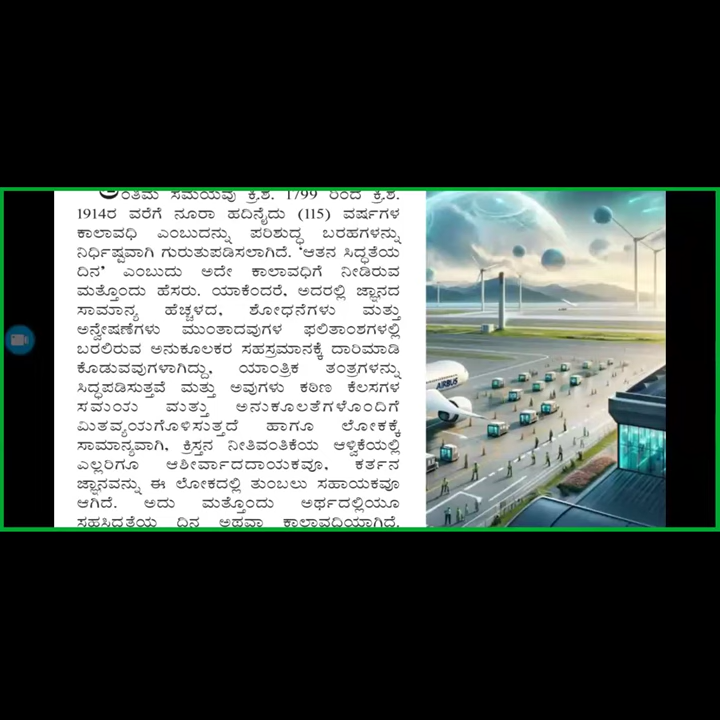 ಅಂತಿಮ ಸಮಯವು ಕ್ರಿ.ಶ. 1799 ರಿಂದ ಕ್ರಿ.ಶ.
1914ರ ವರೆಗೆ ನೂರಾ ಹದಿನೈದು (115) ವರ್ಷಗಳ
ಕಾಲಾವಧಿ ಎಂಬುದನ್ನು ಪರಿಶುದ್ಧ ಬರಹಗಳನ್ನು
ನಿರ್ಧಿಷ್ಟವಾಗಿ ಗುರುತುಪಡಿಸಲಾಗಿದೆ. ‘ಆತನ ಸಿದ್ಧತೆಯ
ದಿನ’ ಎಂಬುದು ಅದೇ ಕಾಲಾವಧಿಗೆ ನೀಡಿರುವ
ಮತ್ತೊಂದು ಹೆಸರು. ಯಾಕೆಂದರೆ, ಅದರಲ್ಲಿ ಜ್ಞಾನದ
ಸಾಮಾನ್ಯ ಹೆಚ್ಚಳದ, ಶೋಧನೆಗಳು ಮತ್ತು
ಅನ್ವೇಷಣೆಗಳು ಮುಂತಾದವುಗಳ ಫಲಿತಾಂಶಗಳಲ್ಲಿ
ಬರಲಿರುವ ಅನುಕೂಲಕರ ಸಹಸ್ರಮಾನಕ್ಕೆ ದಾರಿಮಾಡಿ
ಕೊಡುವವುಗಳಾಗಿದ್ದು, ಯಾಂತ್ರಿಕ ತಂತ್ರಗಳನ್ನು
ಸಿದ್ಧಪಡಿಸುತ್ತವೆ ಮತ್ತು ಅವುಗಳು ಕಠಿಣ ಕೆಲಸಗಳ
ಸಮಯ ಮತ್ತು ಅನುಕೂಲತೆಗಳೊಂದಿಗೆ
ಮಿತವ್ಯಯಗೊಳಿಸುತ್ತದೆ ಹಾಗೂ ಲೋಕಕ್ಕೆ
ಸಾಮಾನ್ಯವಾಗಿ, ಕ್ರಿಸ್ತನ ನೀತಿವಂತಿಕೆಯ ಆಳ್ವಿಕೆಯಲ್ಲಿ
ಎಲ್ಲರಿಗೂ ಆಶೀರ್ವಾದದಾಯಕವೂ, ಕರ್ತನ
ಜ್ಞಾನವನ್ನು ಈ ಲೋಕದಲ್ಲಿ ತುಂಬಲು ಸಹಾಯಕವೂ
ಆಗಿದೆ. ಅದು ಮತ್ತೊಂದು ಅರ್ಥದಲ್ಲಿಯೂ
ಸಹಸಿದ್ಧತೆಯ ದಿನ ಅಥವಾ ಕಾಲಾವಧಿಯಾಗಿದೆ.
AIRBUS